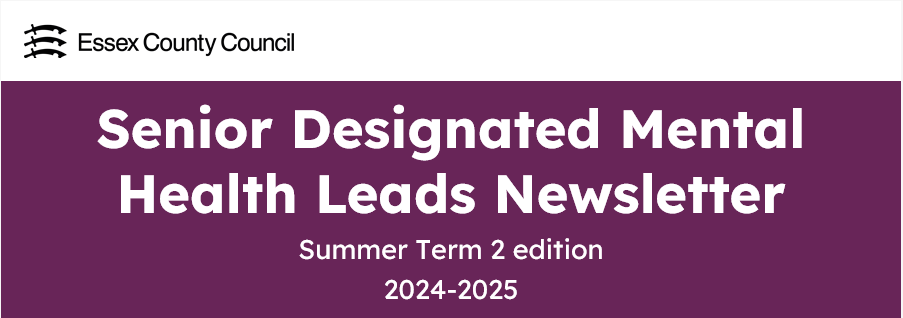 Essex County Council
Senior Designated Mental
Health Leads Newsletter
Summer Term 2 edition
2024-2025